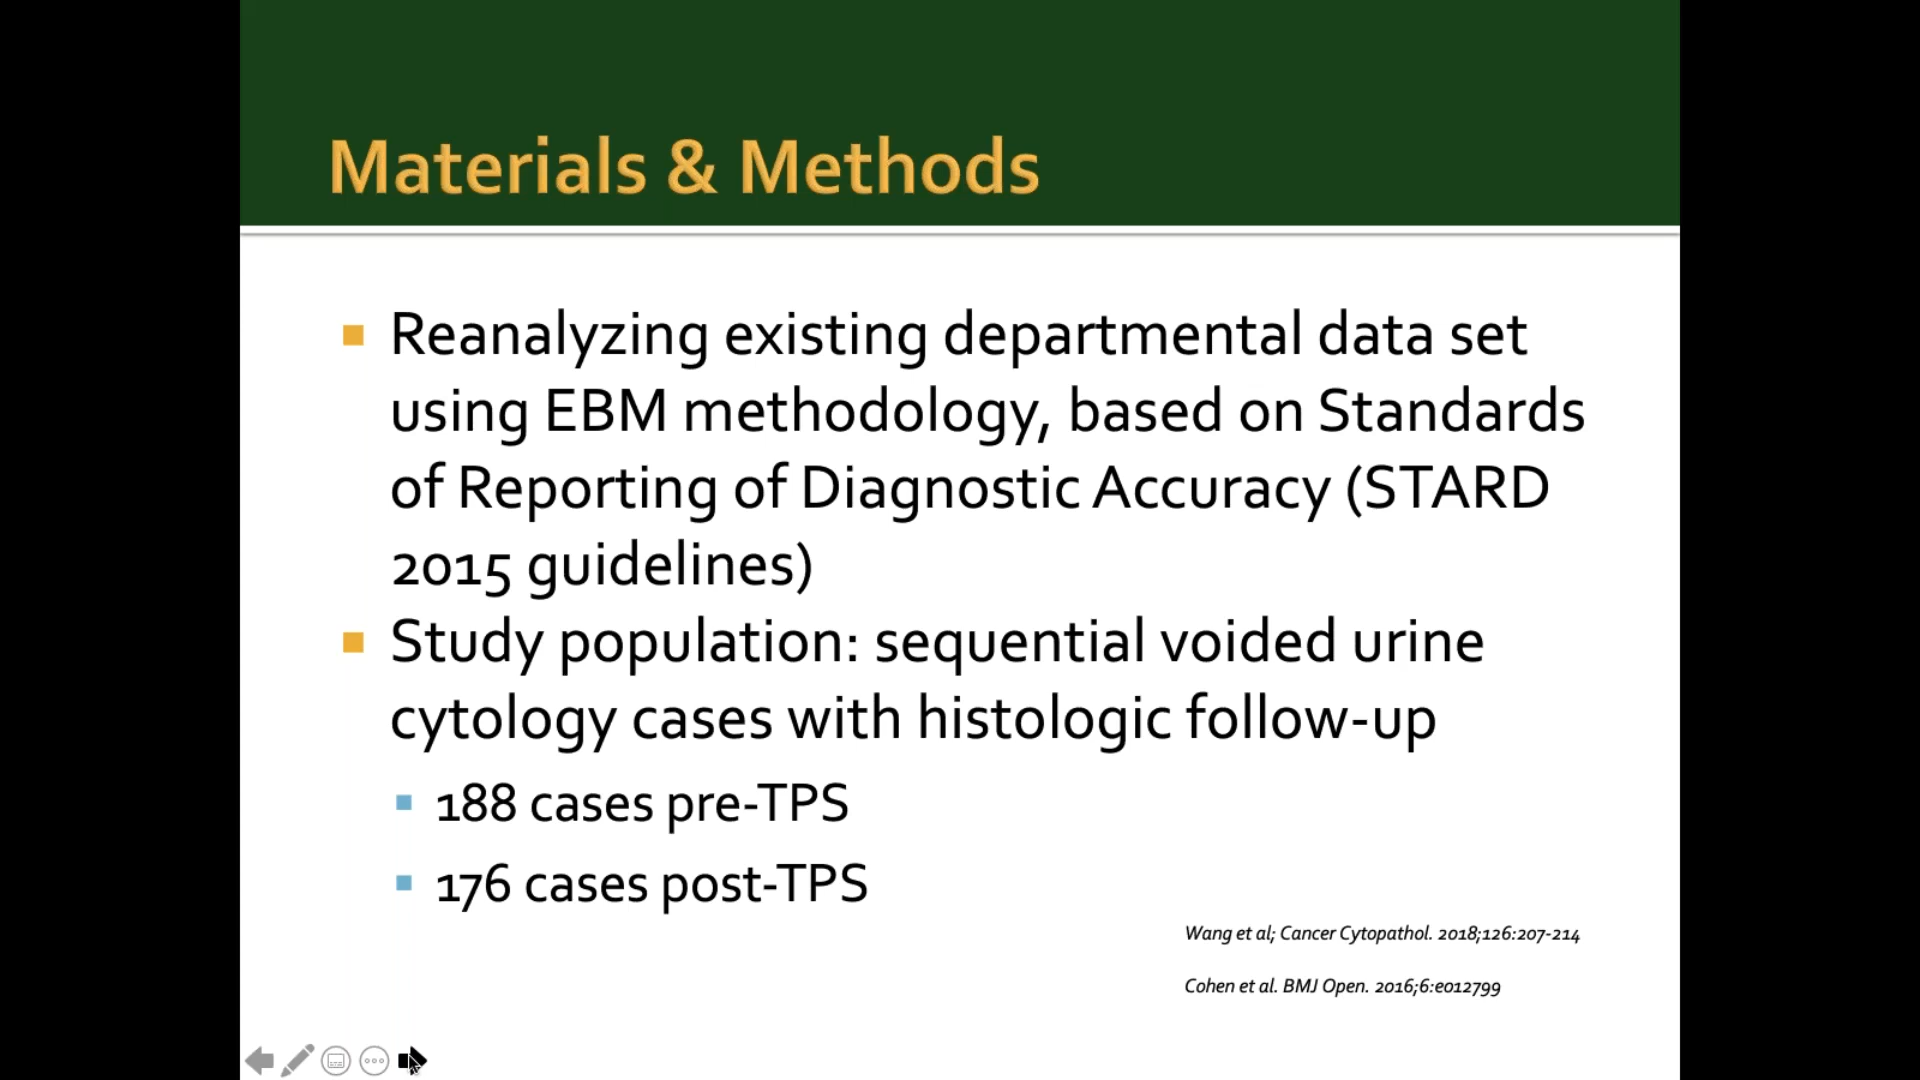 Materials & Methods
Reanalyzing existing departmental data set
using EBM methodology, based on Standards
of Reporting of Diagnostic Accuracy (STARD
2015 guidelines)
Study population: sequential voided urine
cytology cases with histologic follow-up
188 cases pre-TPS
176 cases post-TPS
Wang et al; Cancer Cytopathol. 2018;126:207-214
Cohen et al. BMJ Open. 2016;6:e012799